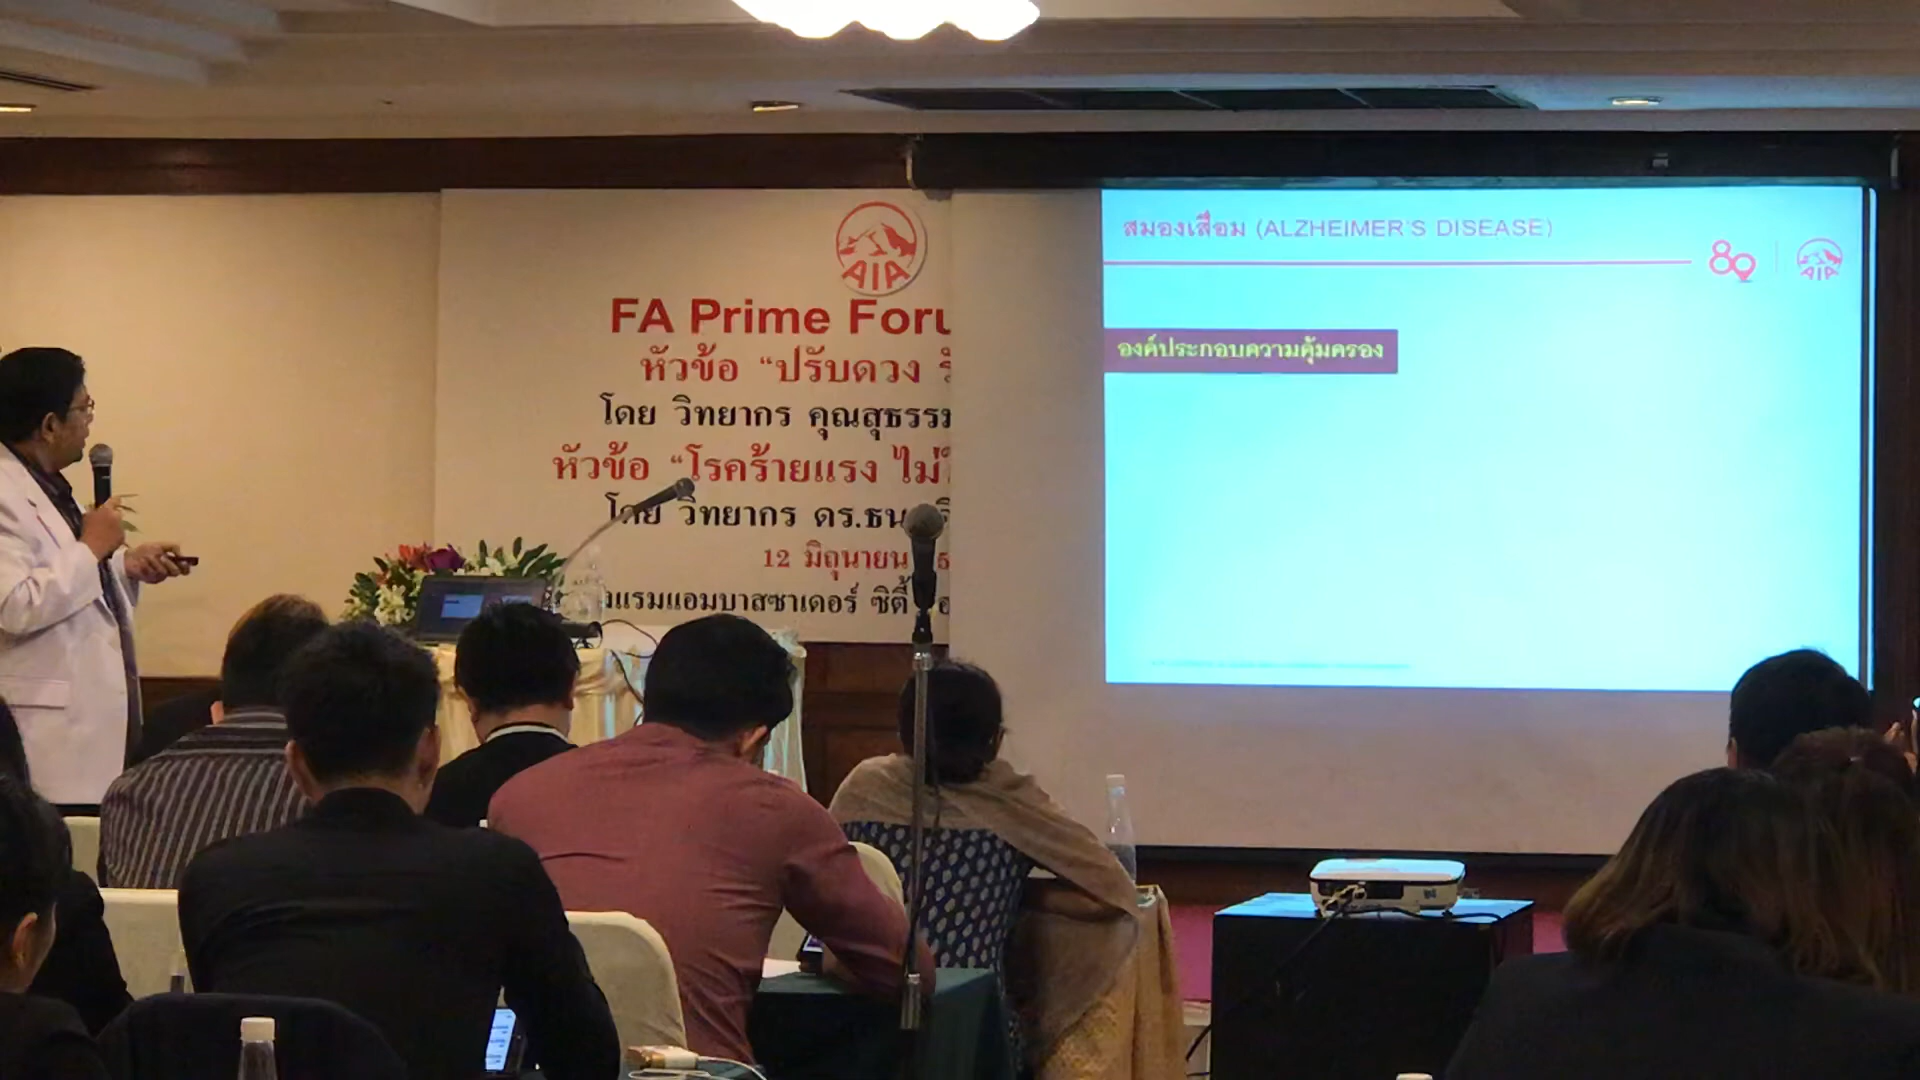 AIA
FA Prime Foru
หัวข้อ “ปรับดวง
โดย วิทยากร คุณสุธรรม
หัวข้อ “โรคร้ายแรง ไม่
โดย วิทยากร ดร.ธน
12 มิถุนายน
แรมแอมบาสซาเดอร์ ซิตี้
สมองเสื่อม (ALZHEIMER'S DISEASE)
80
AIA
องค์ประกอบความคุ้มครอง